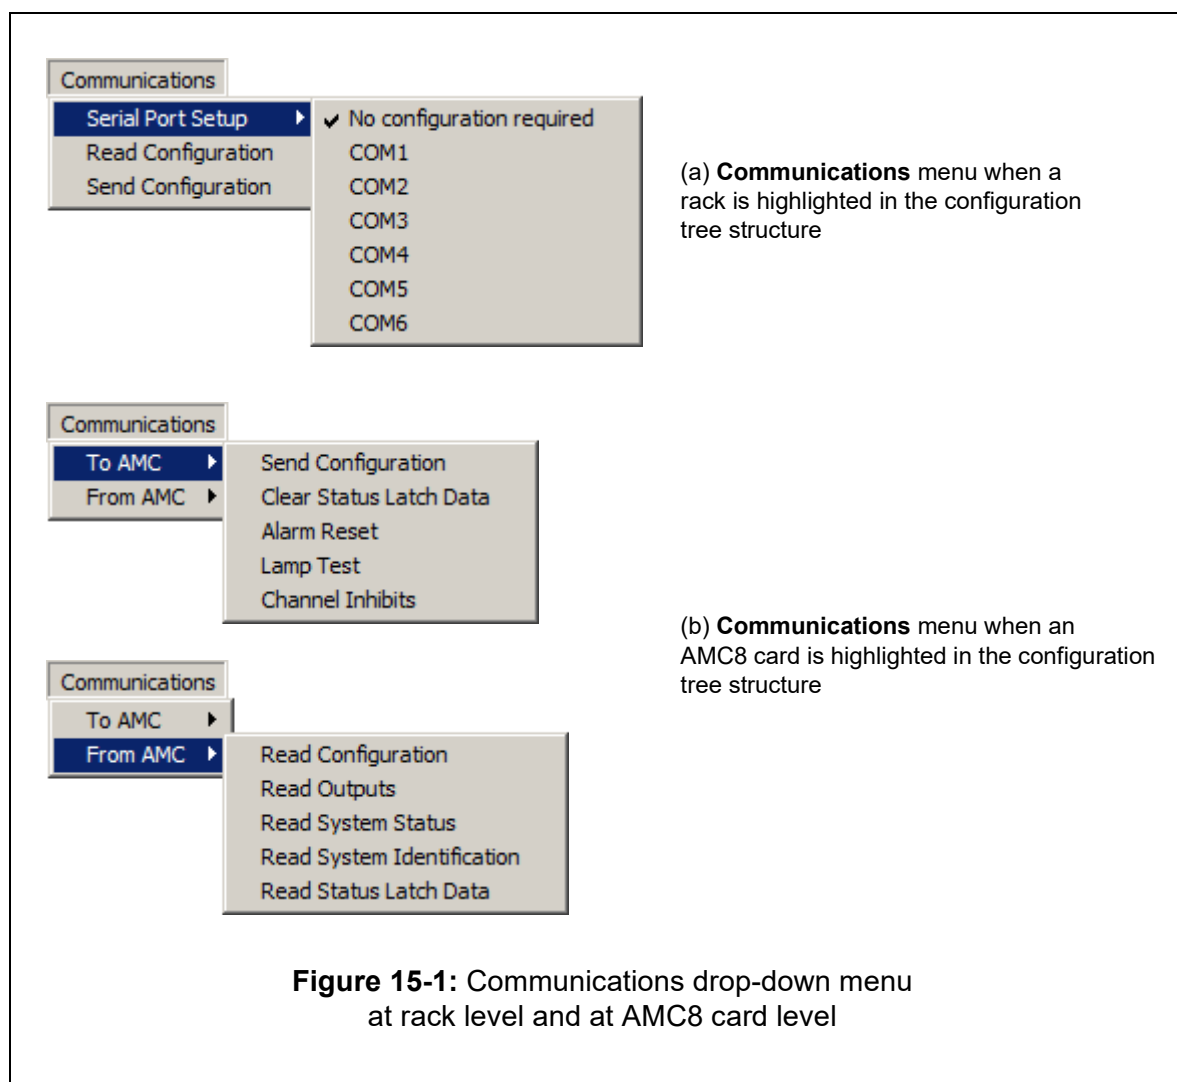 Communications
Serial Port Setup
Read Configuration
Send Configuration
No configuration required
COM1
COM2
COM3
COM4
COM5
COM6
(a) Communications menu when a
rack is highlighted in the configuration
tree structure
Communications
To AMC
From AMC
Send Configuration
Clear Status Latch Data
Alarm Reset
Lamp Test
Channel Inhibits
Communications
To AMC
From AMC
Read Configuration
Read Outputs
Read System Status
Read System Identification
Read Status Latch Data
(b) Communications menu when an
AMC8 card is highlighted in the configuration
tree structure
Figure 15-1: Communications drop-down menu
at rack level and at AMC8 card level